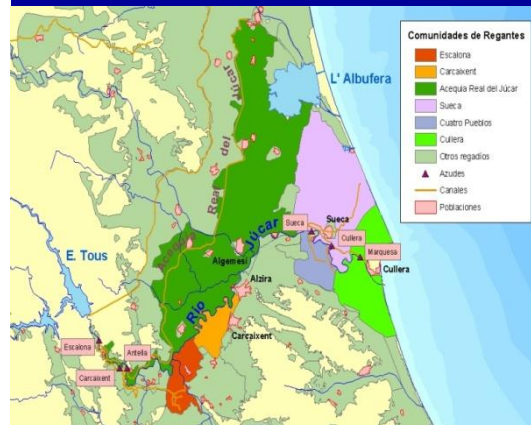 Comunidades de Regantes
Escalona
Carcaixent
Acequia Real del Júcar
Sueca
Cuatro Pueblos
Cullera
Otros regadíos
Azudes
Canales
Poblaciones
L' Albufera
Acequia Real del Júcar
Sueca
Sueca
Cullera
Marquesa
Cullera
Río Júcar
Algemesí
Alzira
Carcaixent
E. Tous
Escalona
Antella
Carcaixent